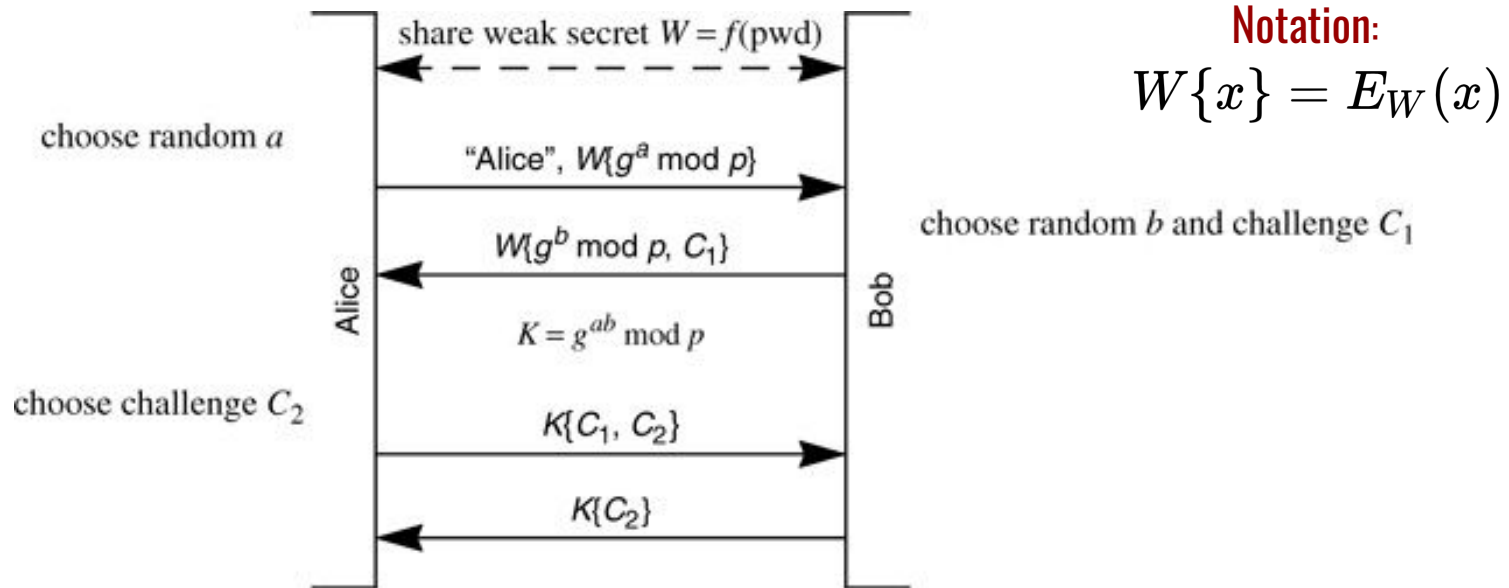 share weak secret W = f(pwd)
Notation:
W{x} = E_W(x)
choose random a
"Alice", W{g^a mod p}
choose random b and challenge C_1
W{g^b mod p, C_1}
Alice
Bob
K = g^{ab} mod p
choose challenge C_2
K{C_1, C_2}
K{C_2}